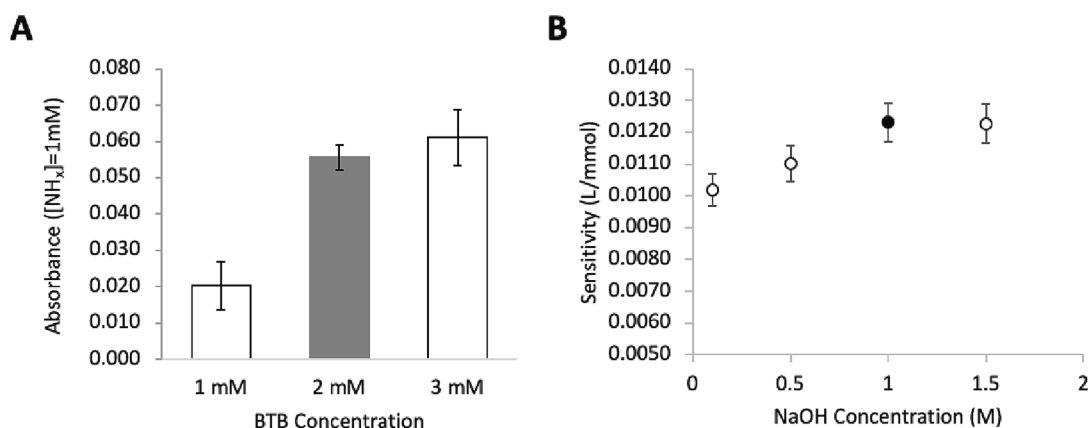 A
Absorbance ([NHx]=1mM)
0.080
0.070
0.060
0.050
0.040
0.030
0.020
0.010
0.000
1 mM 2 mM 3 mM
BTB Concentration
B
Sensitivity (L/mmol)
0.0140
0.0130
0.0120
0.0110
0.0100
0.0090
0.0080
0.0070
0.0060
0.0050
0 0.5 1 1.5 2
NaOH Concentration (M)